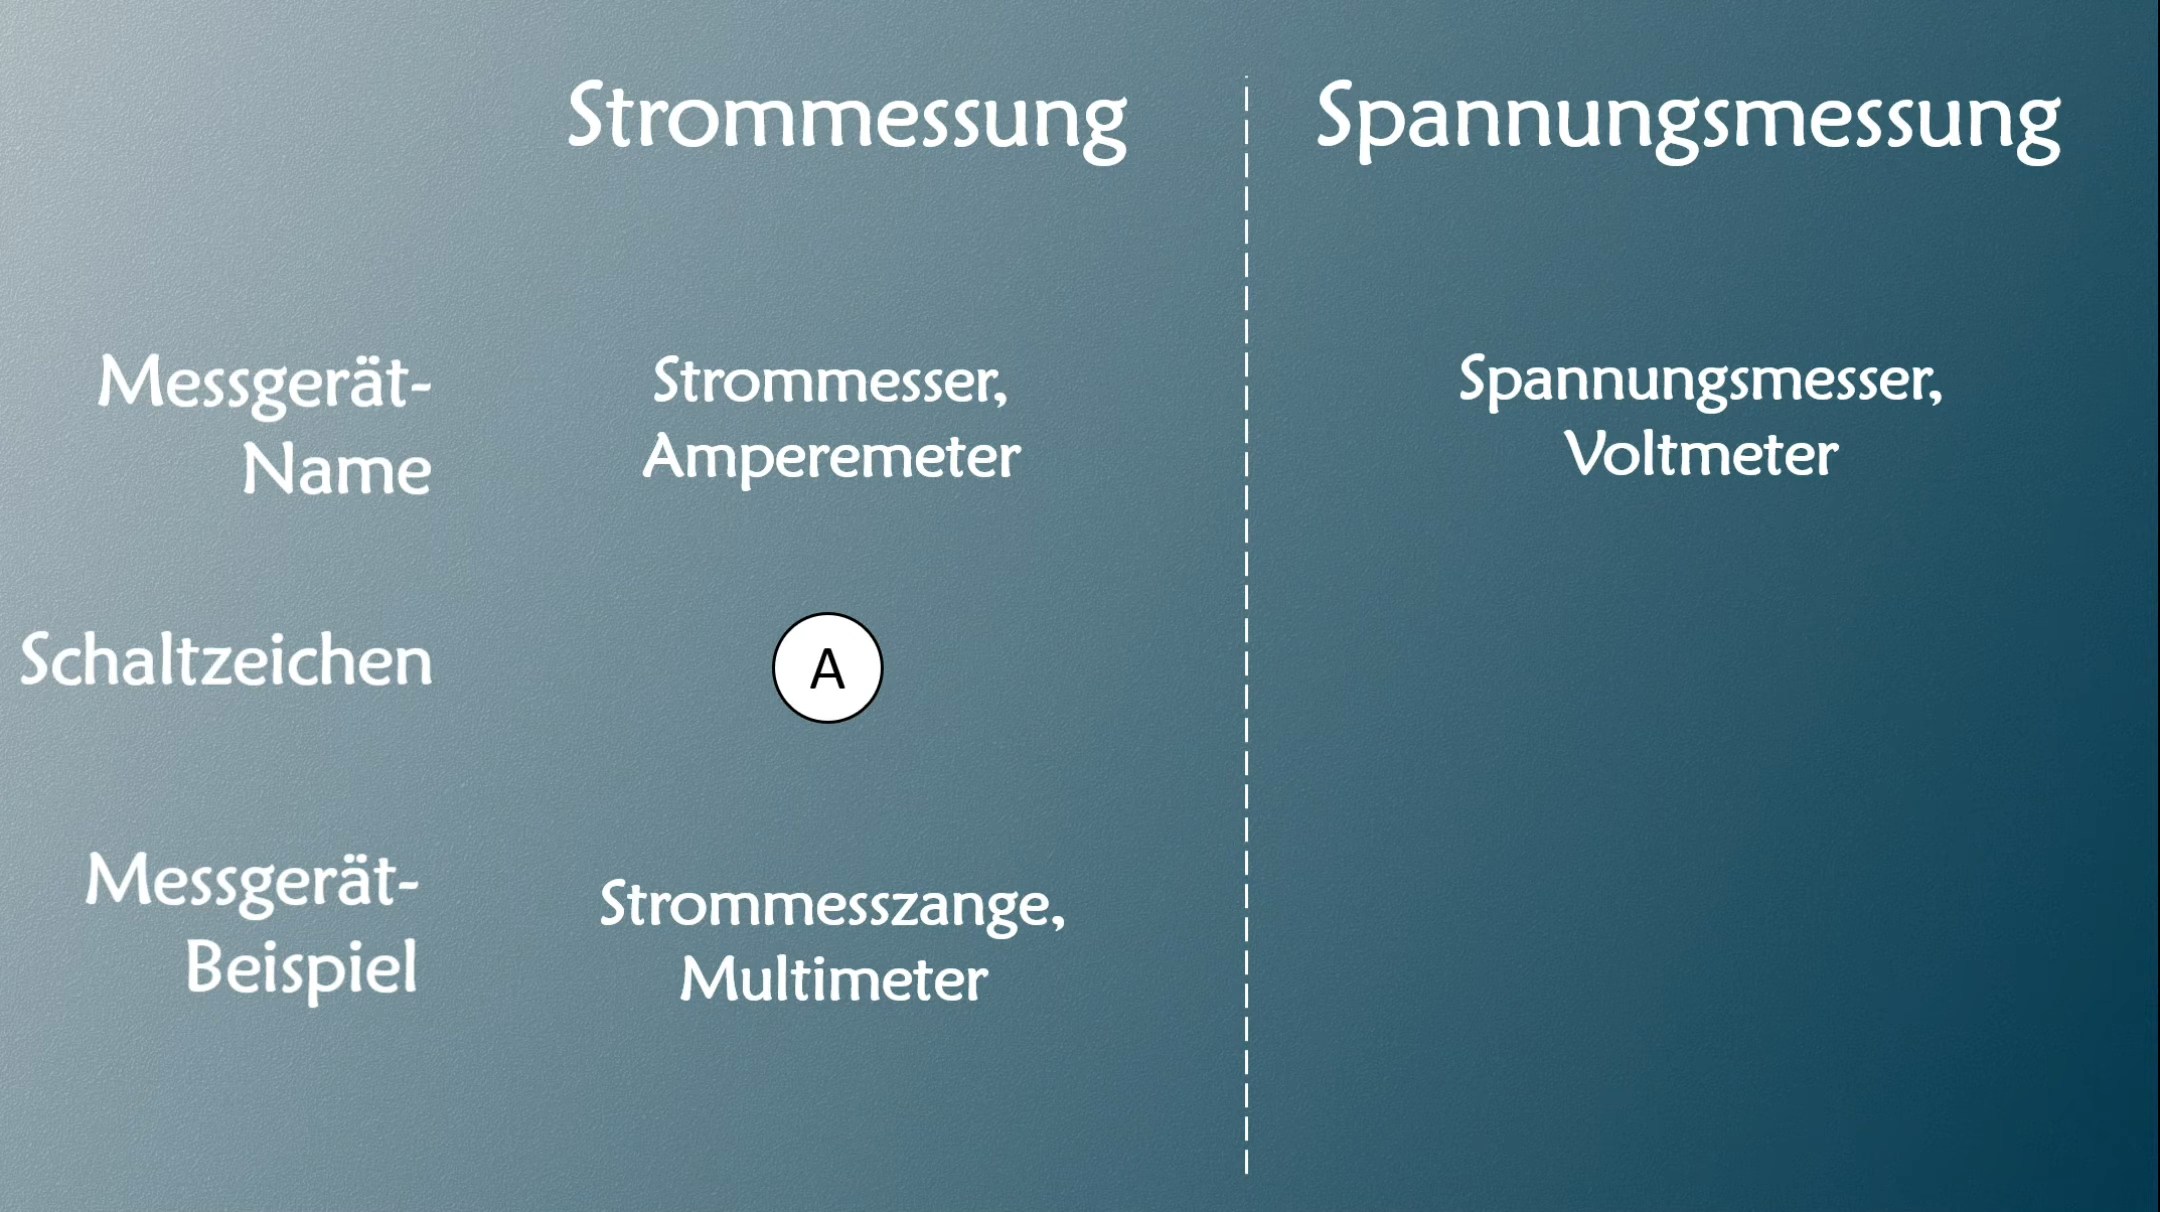 Strommessung
Spannungsmessung
Messgerät-
Name
Strommesser,
Amperemeter
Spannungsmesser,
Voltmeter
Schaltzeichen
A
Messgerät-
Beispiel
Strommesszange,
Multimeter